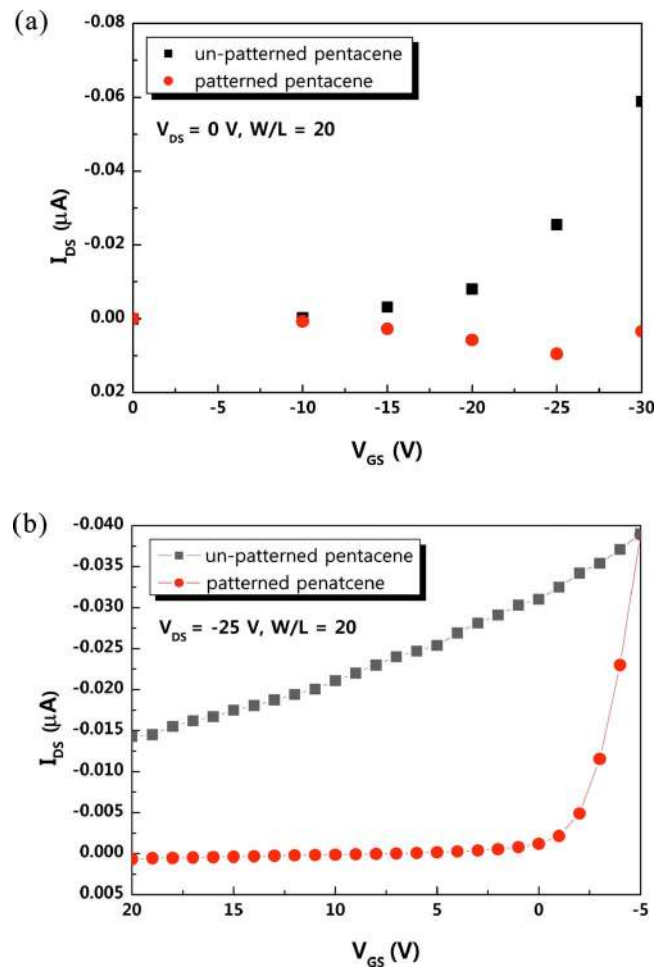 (a)
-0.08
-0.06
-0.04
-0.02
0.00
0.02
I_DS (μA)
un-patterned pentacene
patterned pentacene
V_DS = 0 V, W/L = 20
0 -5 -10 -15 -20 -25 -30
V_GS (V)
(b)
-0.040
-0.035
-0.030
-0.025
-0.020
-0.015
-0.010
-0.005
0.000
0.005
I_DS (μA)
un-patterned pentacene
patterned penatcene
V_DS = -25 V, W/L = 20
20 15 10 5 0 -5
V_GS (V)